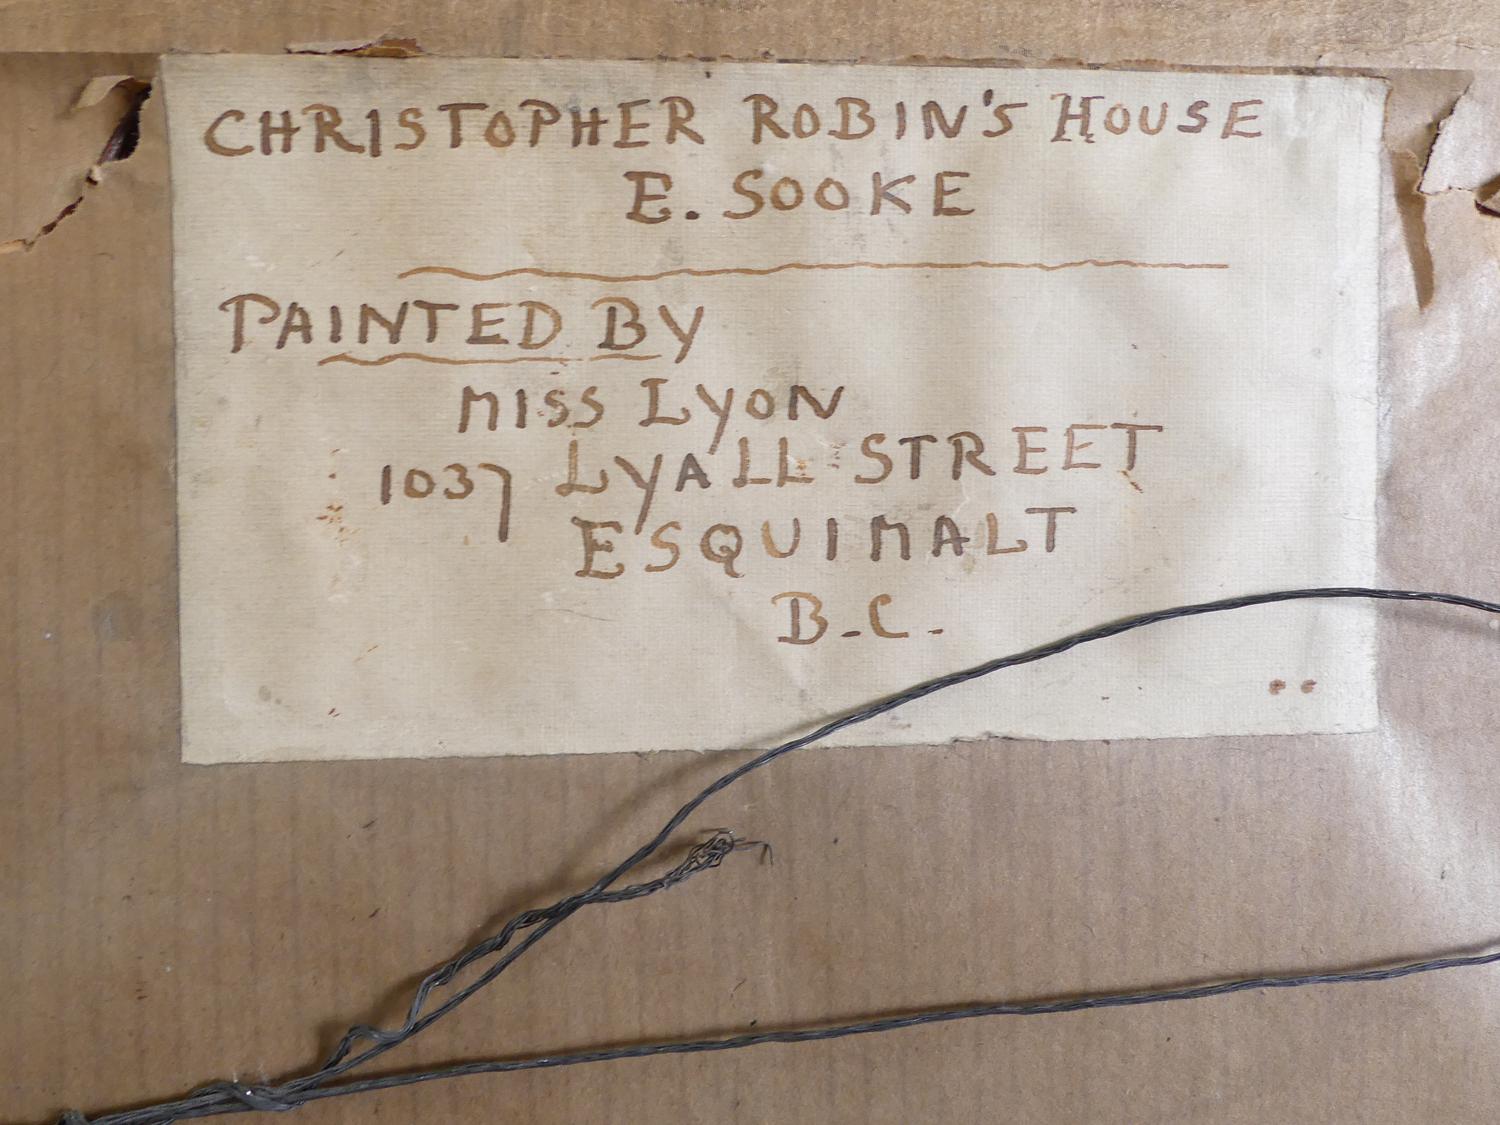 CHRISTOPHER ROBIN'S HOUSE
E. SOOKE
PAINTED BY
MISS LYON
1037 LYALL STREET
ESQUIMALT
B.C.